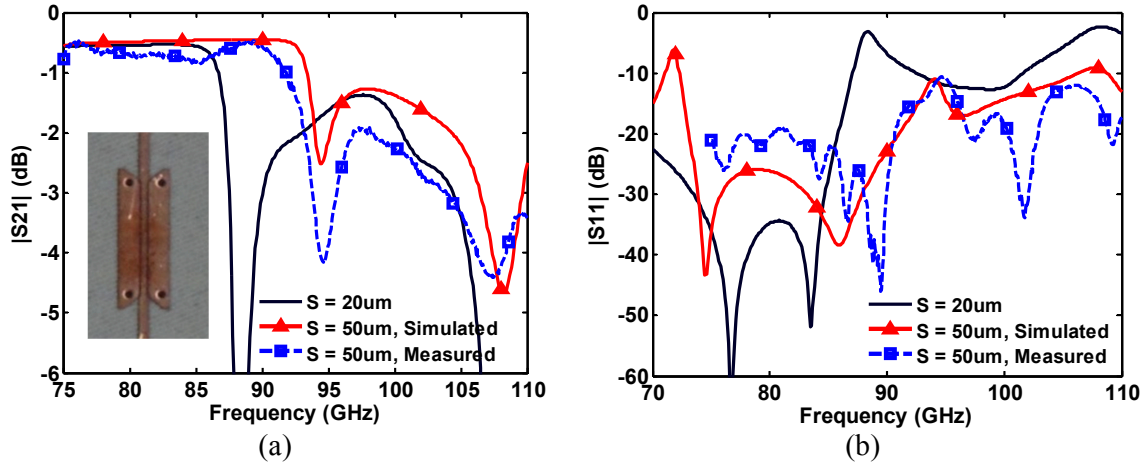 0
-1
-2
-3
-4
-5
-6
75 80 85 90 95 100 105 110
|S21| (dB)
Frequency (GHz)
S = 20um
S = 50um, Simulated
S = 50um, Measured
(a)
0
-10
-20
-30
-40
-50
-60
70 80 90 100 110
|S11| (dB)
Frequency (GHz)
S = 20um
S = 50um, Simulated
S = 50um, Measured
(b)